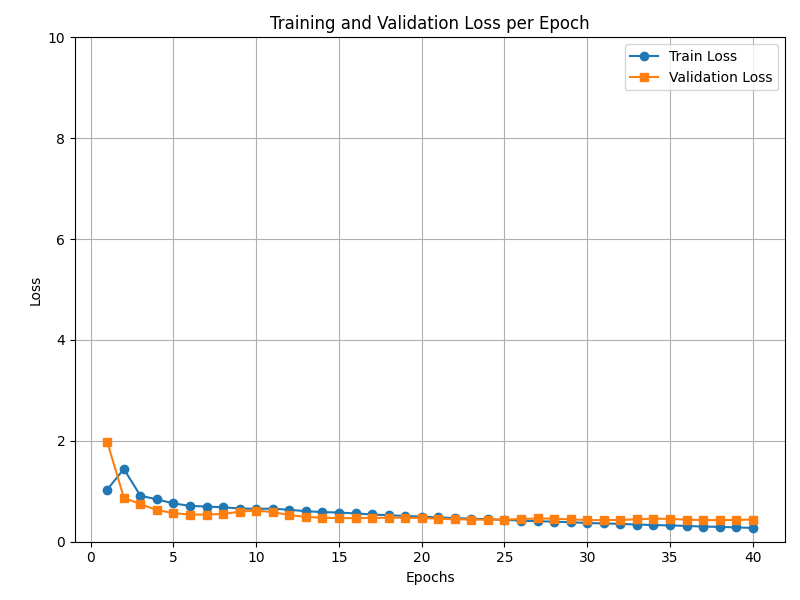 Training and Validation Loss per Epoch
Train Loss
Validation Loss
10
8
6
4
2
0
Loss
0 5 10 15 20 25 30 35 40
Epochs